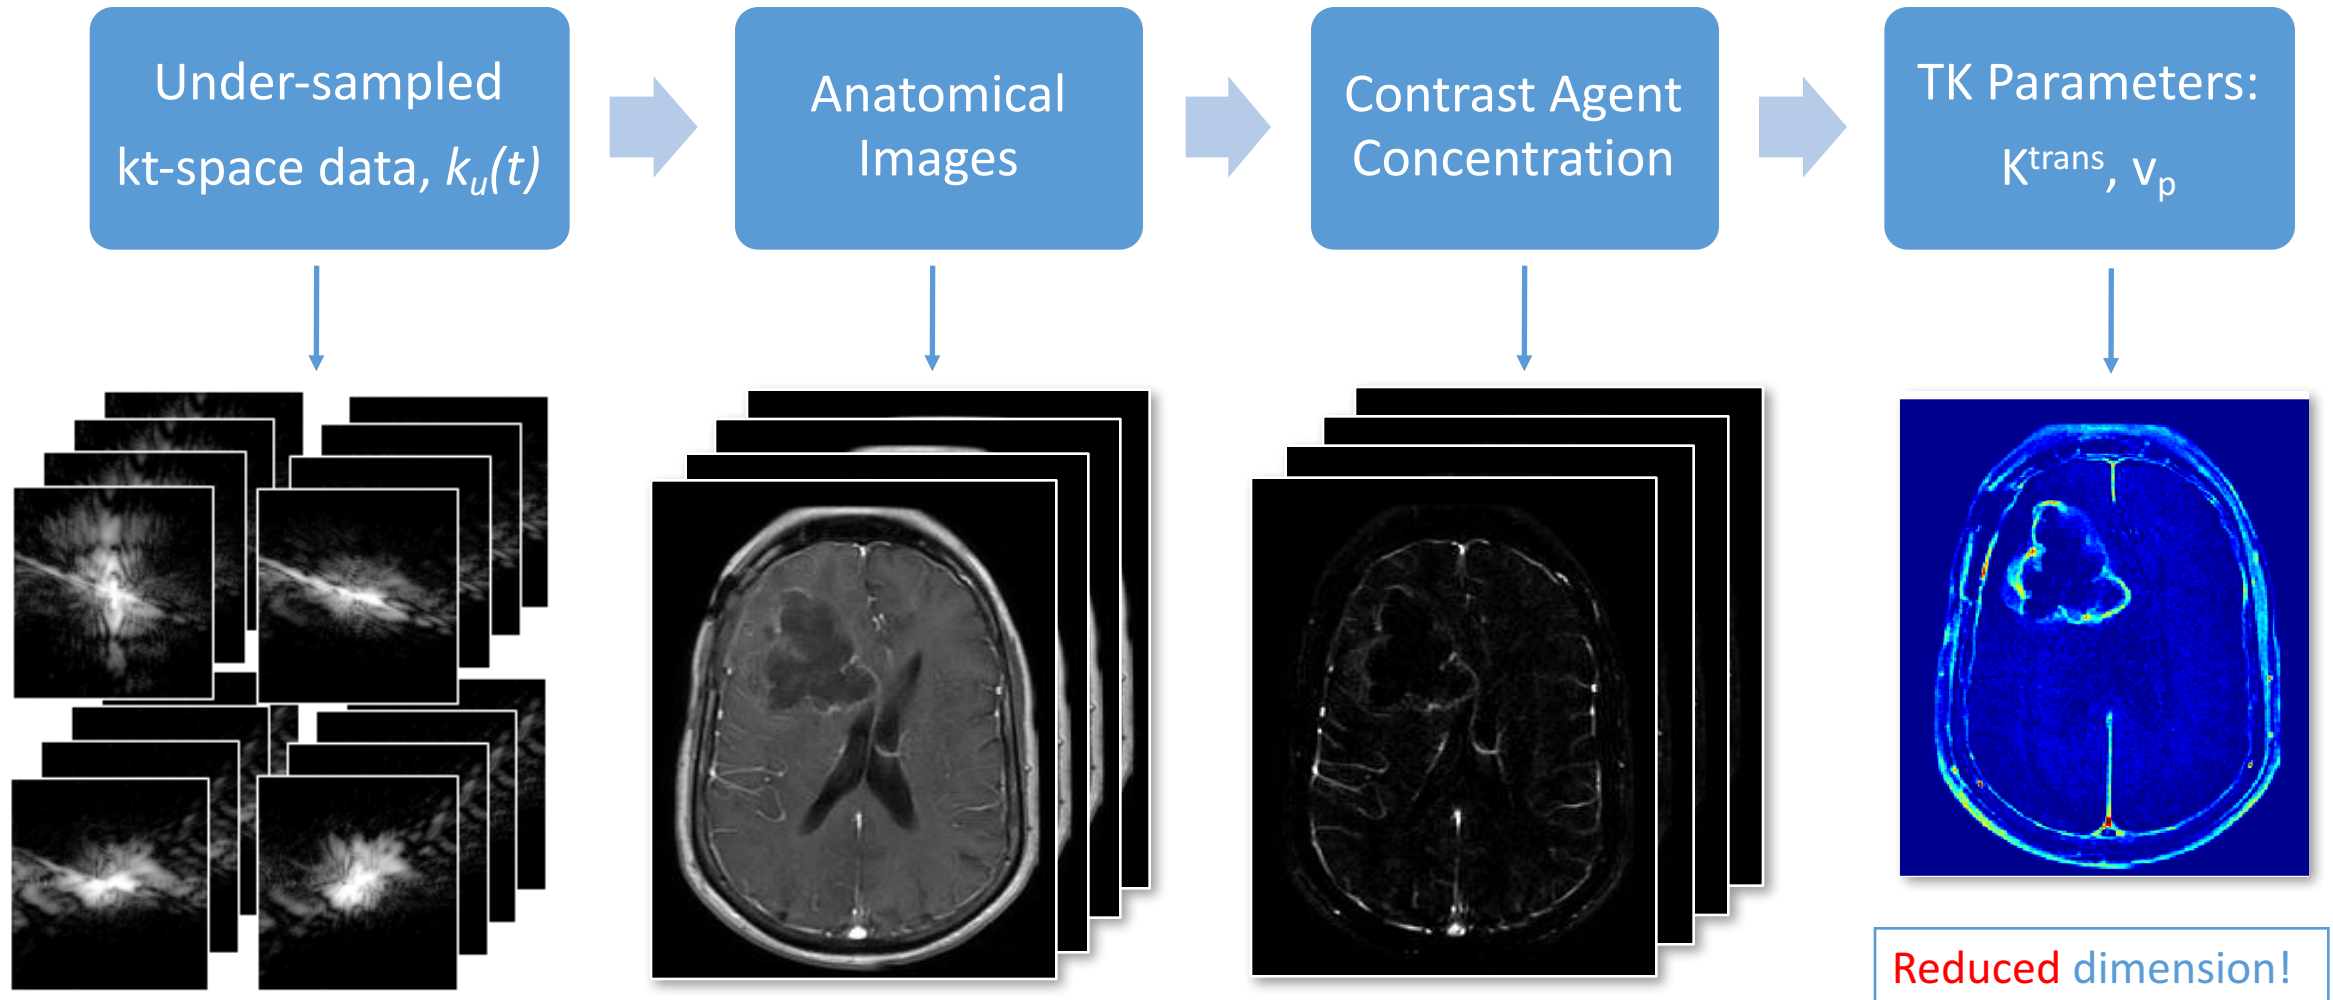 Under-sampled
kt-space data, kᵤ(t)
Anatomical
Images
Contrast Agent
Concentration
TK Parameters:
Kᵗʳᵃⁿˢ, vₚ
Reduced dimension!